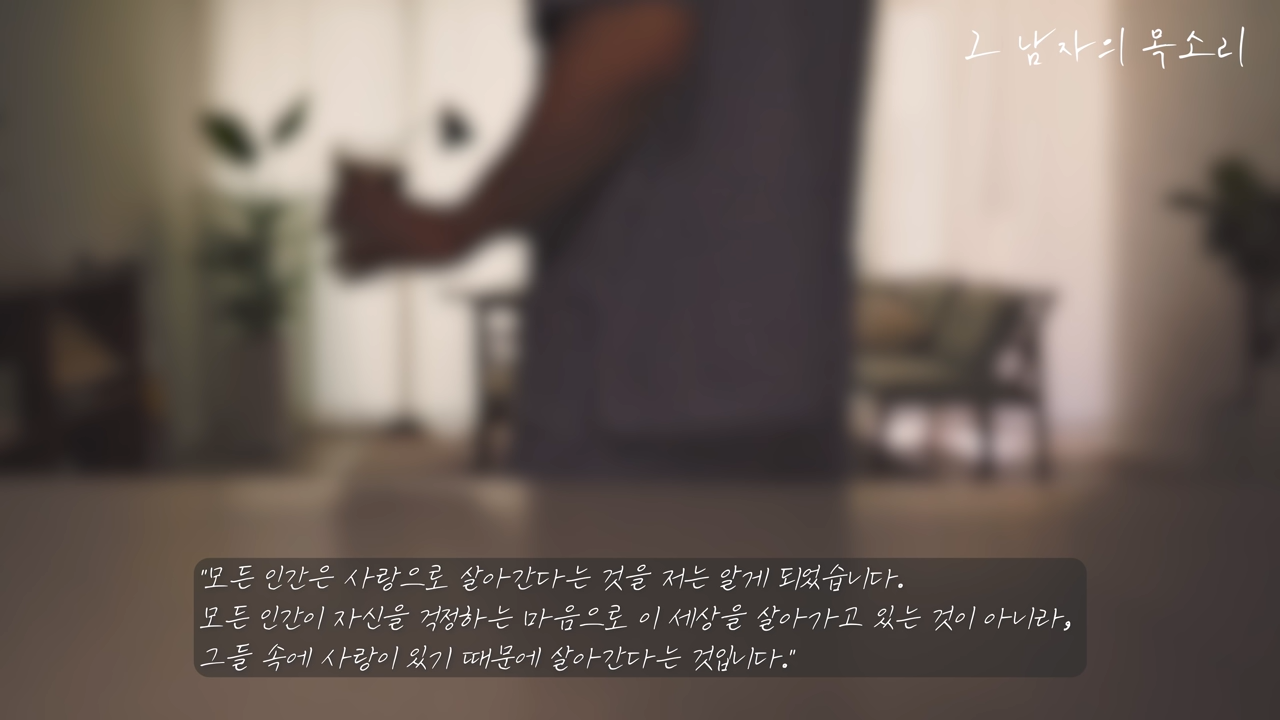 그 남자의 목소리
"모든 인간은 사랑으로 살아간다는 것을 저는 알게 되었습니다.
모든 인간이 자신을 걱정하는 마음으로 이 세상을 살아가고 있는 것이 아니라,
그들 속에 사랑이 있기 때문에 살아간다는 것입니다."